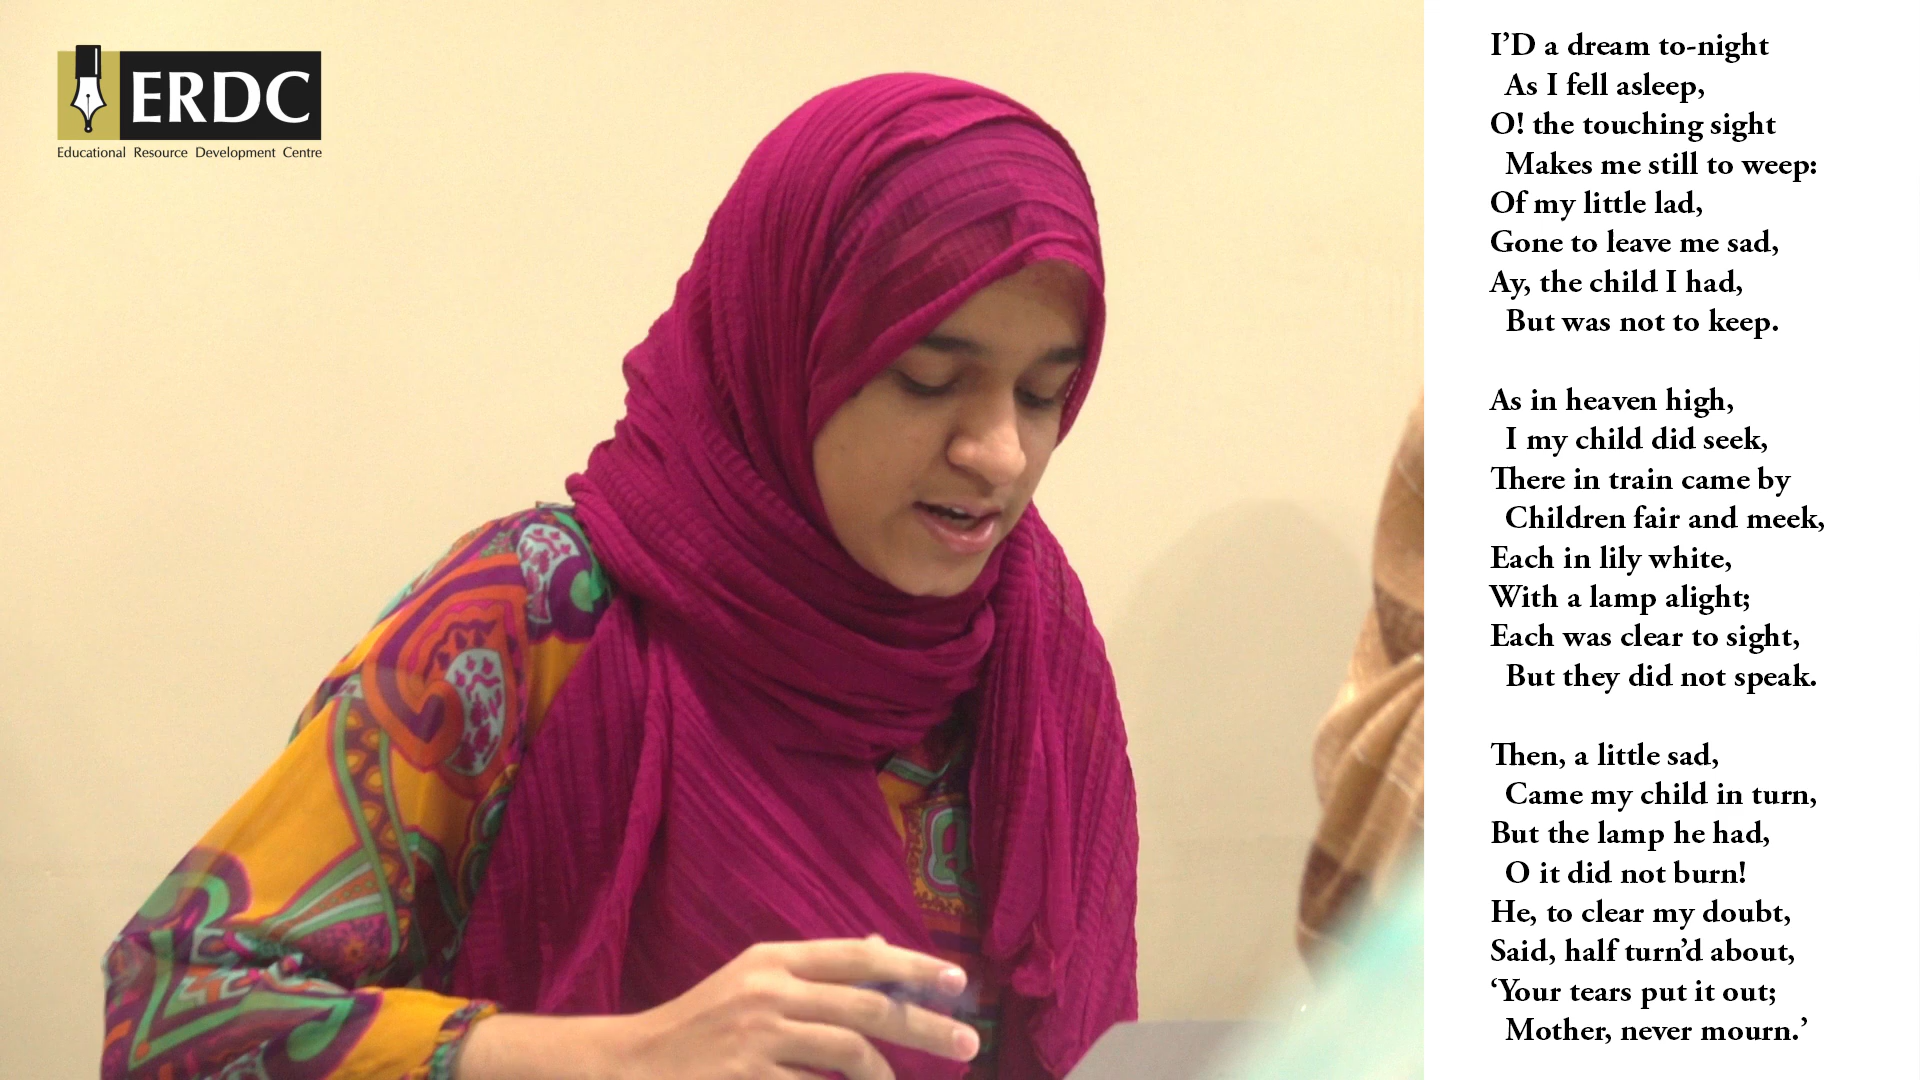 ERDC
Educational Resource Development Centre
I’D a dream to-night
As I fell asleep,
O! the touching sight
Makes me still to weep:
Of my little lad,
Gone to leave me sad,
Ay, the child I had,
But was not to keep.

As in heaven high,
I my child did seek,
There in train came by
Children fair and meek,
Each in lily white,
With a lamp alight;
Each was clear to sight,
But they did not speak.

Then, a little sad,
Came my child in turn,
But the lamp he had,
O it did not burn!
He, to clear my doubt,
Said, half turn’d about,
‘Your tears put it out;
Mother, never mourn.’